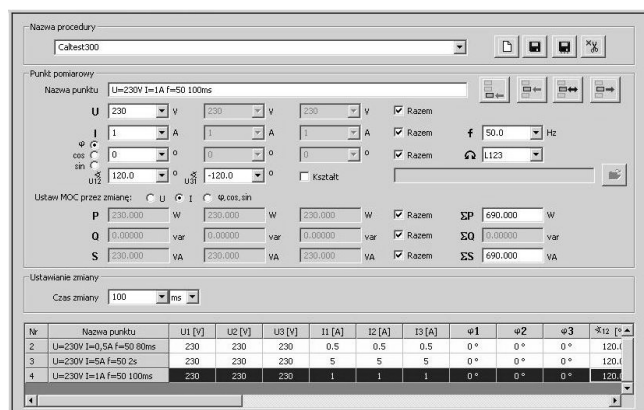 Nazwa procedury
Caltest300
Punkt pomiarowy
Nazwa punktu U=230V I=1A f=50 100ms
U 230 V 230 V 230 V Razem
I 1 A 1 A 1 A Razem f 50.0 Hz
φ cos sin 0 ° 0 ° 0 ° Razem L123
U12 120.0 ° U31 -120.0 ° Kształt
Ustaw MOC przez zmianę: U I φ,cos,sin
P 230.000 W 230.000 W 230.000 W Razem ΣP 690.000 W
Q 0.00000 var 0.00000 var 0.00000 var Razem ΣQ 0.00000 var
S 230.000 VA 230.000 VA 230.000 VA Razem ΣS 690.000 VA
Ustawianie zmiany
Czas zmiany 100 ms
Nr Nazwa punktu U1 [V] U2 [V] U3 [V] I1 [A] I2 [A] I3 [A] φ1 φ2 φ3 ∢12 [°
2 U=230V I=0,5A f=50 80ms 230 230 230 0.5 0.5 0.5 0 ° 0 ° 0 ° 120.0
3 U=230V I=5A f=50 2s 230 230 230 5 5 5 0 ° 0 ° 0 ° 120.0
4 U=230V I=1A f=50 100ms 230 230 230 1 1 1 0 ° 0 ° 0 ° 120.0